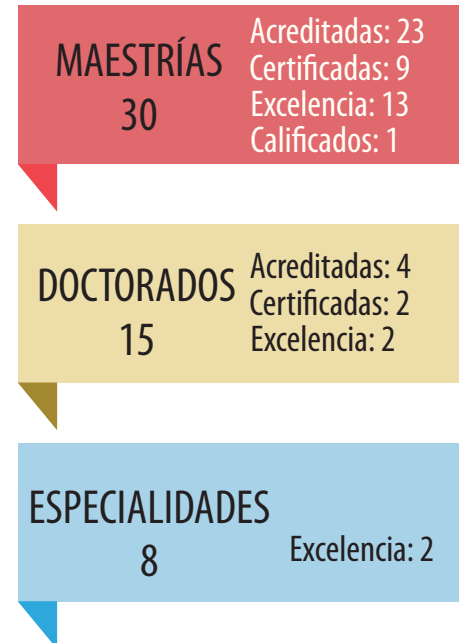 MAESTRÍAS
30
Acreditadas: 23
Certificadas: 9
Excelencia: 13
Calificados: 1
DOCTORADOS
15
Acreditadas: 4
Certificadas: 2
Excelencia: 2
ESPECIALIDADES
8
Excelencia: 2